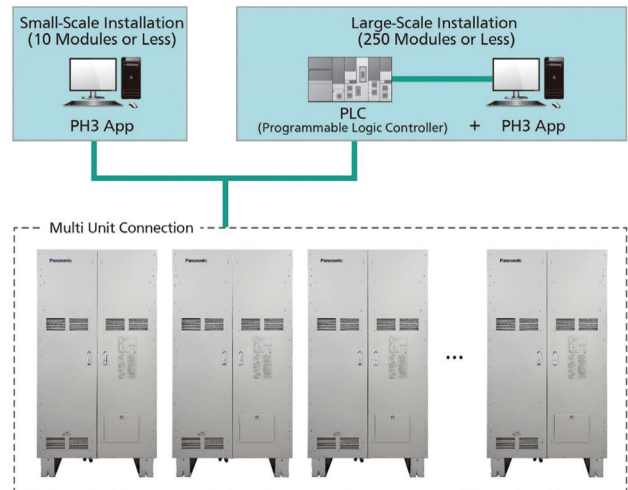 Small-Scale Installation
(10 Modules or Less)
PH3 App
Large-Scale Installation
(250 Modules or Less)
PLC
(Programmable Logic Controller)
+
PH3 App
Multi Unit Connection
Panasonic
Panasonic
Panasonic
...
Panasonic